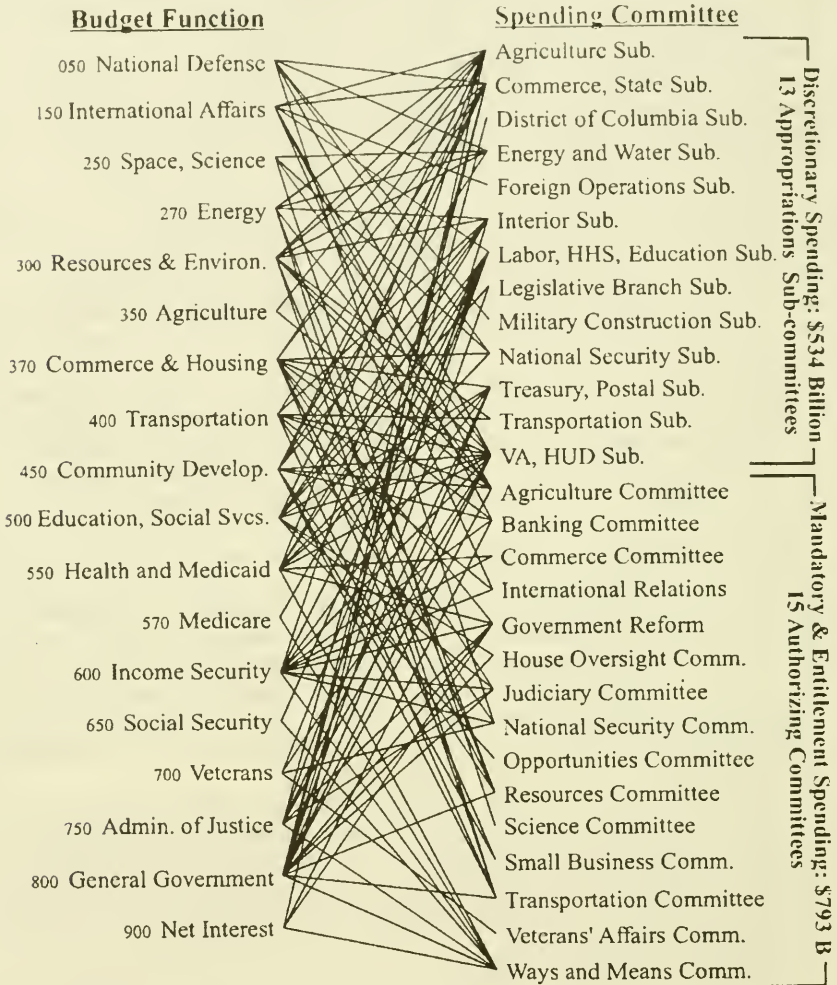 Budget Function
050 National Defense
150 International Affairs
250 Space, Science
270 Energy
300 Resources & Environ.
350 Agriculture
370 Commerce & Housing
400 Transportation
450 Community Develop.
500 Education, Social Svcs.
550 Health and Medicaid
570 Medicare
600 Income Security
650 Social Security
700 Veterans
750 Admin. of Justice
800 General Government
900 Net Interest
Spending Committee
Agriculture Sub.
Commerce, State Sub.
District of Columbia Sub.
Energy and Water Sub.
Foreign Operations Sub.
Interior Sub.
Labor, HHS, Education Sub.
Legislative Branch Sub.
Military Construction Sub.
National Security Sub.
Treasury, Postal Sub.
Transportation Sub.
VA, HUD Sub.
Agriculture Committee
Banking Committee
Commerce Committee
International Relations
Government Reform
House Oversight Comm.
Judiciary Committee
National Security Comm.
Opportunities Committee
Resources Committee
Science Committee
Small Business Comm.
Transportation Committee
Veterans' Affairs Comm.
Ways and Means Comm.
Discretionary Spending: $534 Billion
13 Appropriations Sub-committees
Mandatory & Entitlement Spending: $793 B
15 Authorizing Committees